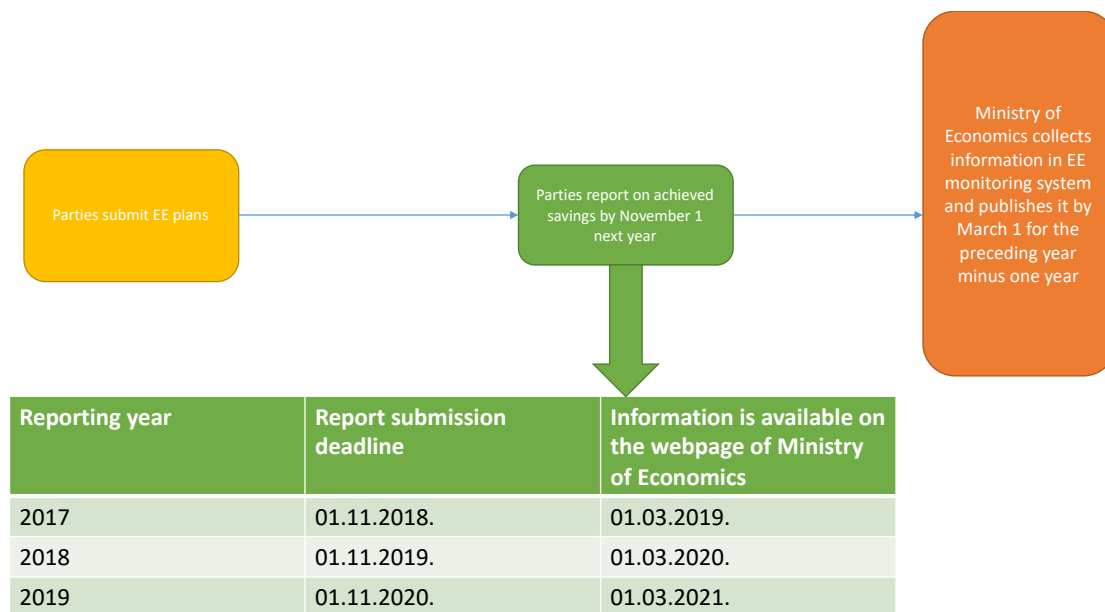 Parties submit EE plans
Parties report on achieved
savings by November 1
next year
Ministry of
Economics collects
information in EE
monitoring system
and publishes it by
March 1 for the
preceding year
minus one year
Reporting year
Report submission
deadline
Information is available on
the webpage of Ministry
of Economics
2017 01.11.2018. 01.03.2019.
2018 01.11.2019. 01.03.2020.
2019 01.11.2020. 01.03.2021.